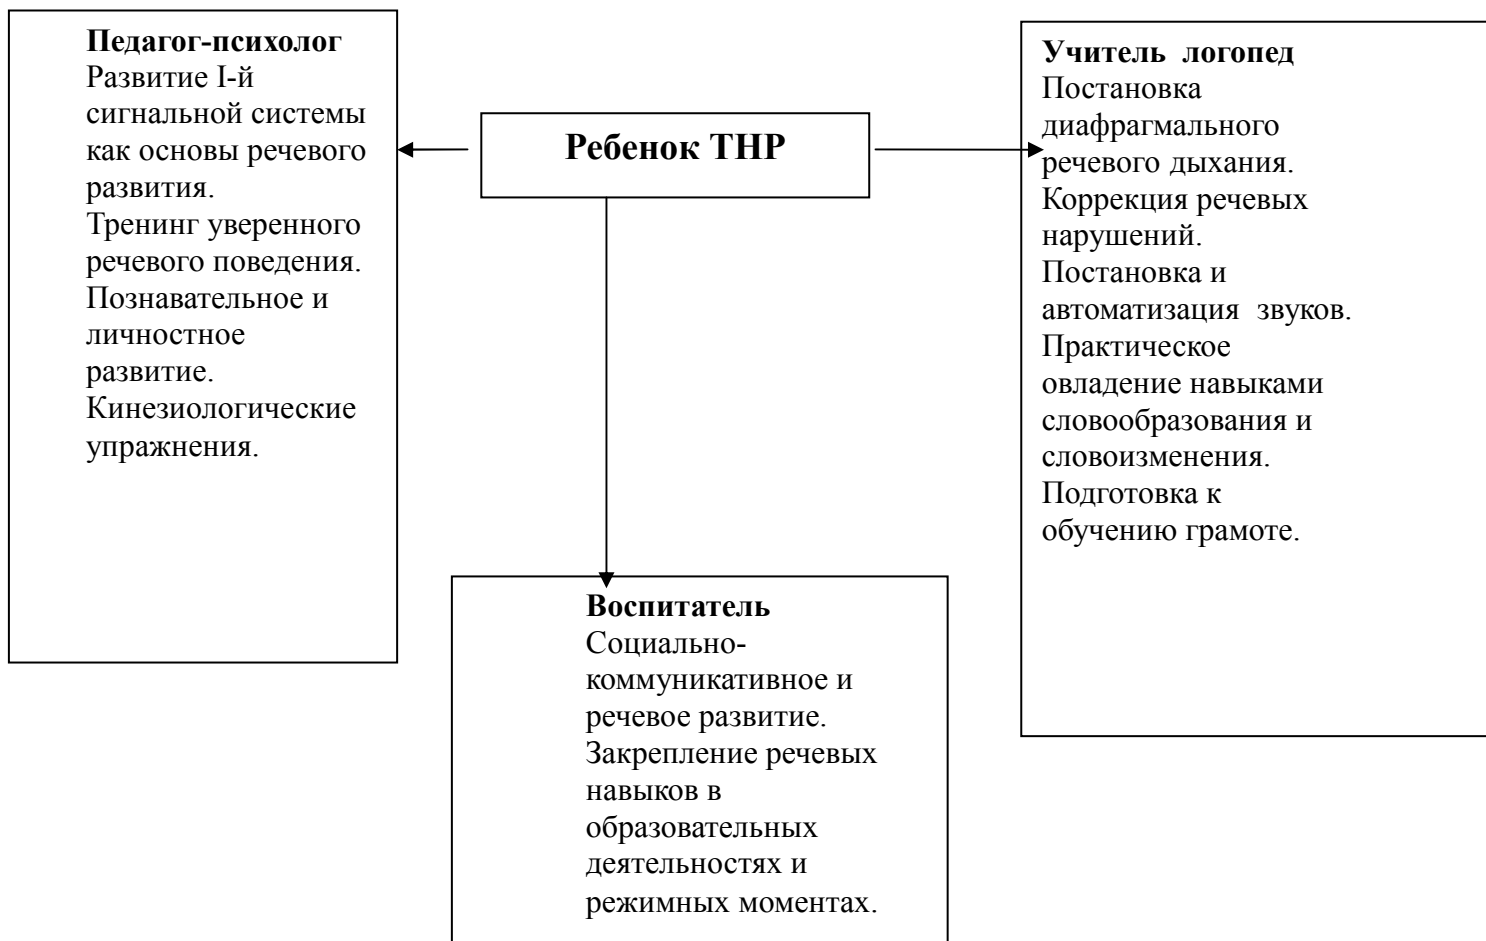 Педагог-психолог
Развитие I-й
сигнальной системы
как основы речевого
развития.
Тренинг уверенного
речевого поведения.
Познавательное и
личностное
развитие.
Кинезиологические
упражнения.
Ребенок ТНР
Учитель  логопед
Постановка
диафрагмального
речевого дыхания.
Коррекция речевых
нарушений.
Постановка и
автоматизация  звуков.
Практическое
овладение навыками
словообразования и
словоизменения.
Подготовка к
обучению грамоте.
Воспитатель
Социально-
коммуникативное и
речевое развитие.
Закрепление речевых
навыков в
образовательных
деятельностях и
режимных моментах.